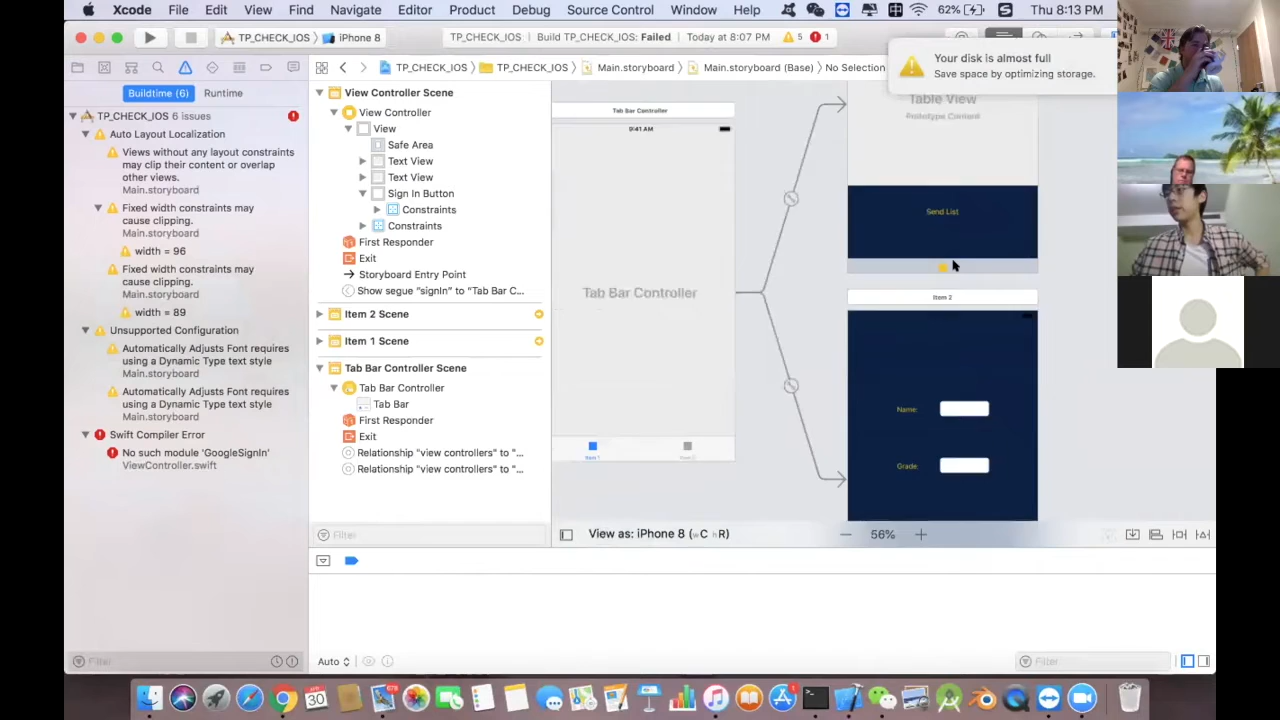 Xcode File Edit View Find Navigate Editor Product Debug Source Control Window Help 62% Thu 8:13 PM
TP_CHECK_IOS iPhone 8 TP_CHECK_IOS Build TP_CHECK_IOS: Failed Today at 8:07 PM 5 1
Your disk is almost full
Save space by optimizing storage.
TP_CHECK_IOS TP_CHECK_IOS Main.storyboard Main.storyboard (Base) No Selection
Buildtime (6) Runtime
TP_CHECK_IOS 6 issues
Auto Layout Localization
Views without any layout constraints
may clip their content or overlap
other views.
Main.storyboard
Fixed width constraints may
cause clipping.
Main.storyboard
width = 96
Fixed width constraints may
cause clipping.
Main.storyboard
width = 89
Unsupported Configuration
Automatically Adjusts Font requires
using a Dynamic Type text style
Main.storyboard
Automatically Adjusts Font requires
using a Dynamic Type text style
Main.storyboard
Swift Compiler Error
No such module 'GoogleSignIn'
ViewController.swift
Filter
View Controller Scene
View Controller
View
Safe Area
Text View
Text View
Sign In Button
Constraints
Constraints
First Responder
Exit
Storyboard Entry Point
Show segue "signIn" to "Tab Bar C...
Item 2 Scene
Item 1 Scene
Tab Bar Controller Scene
Tab Bar Controller
Tab Bar
First Responder
Exit
Relationship "view controllers" to "...
Relationship "view controllers" to "...
Filter
Tab Bar Controller
9:41 AM
Tab Bar Controller
Item 1
Table View
Prototype Content
Send List
Item 2
Name:
Grade:
View as: iPhone 8 (wC hR)
56%
Auto
Filter
30